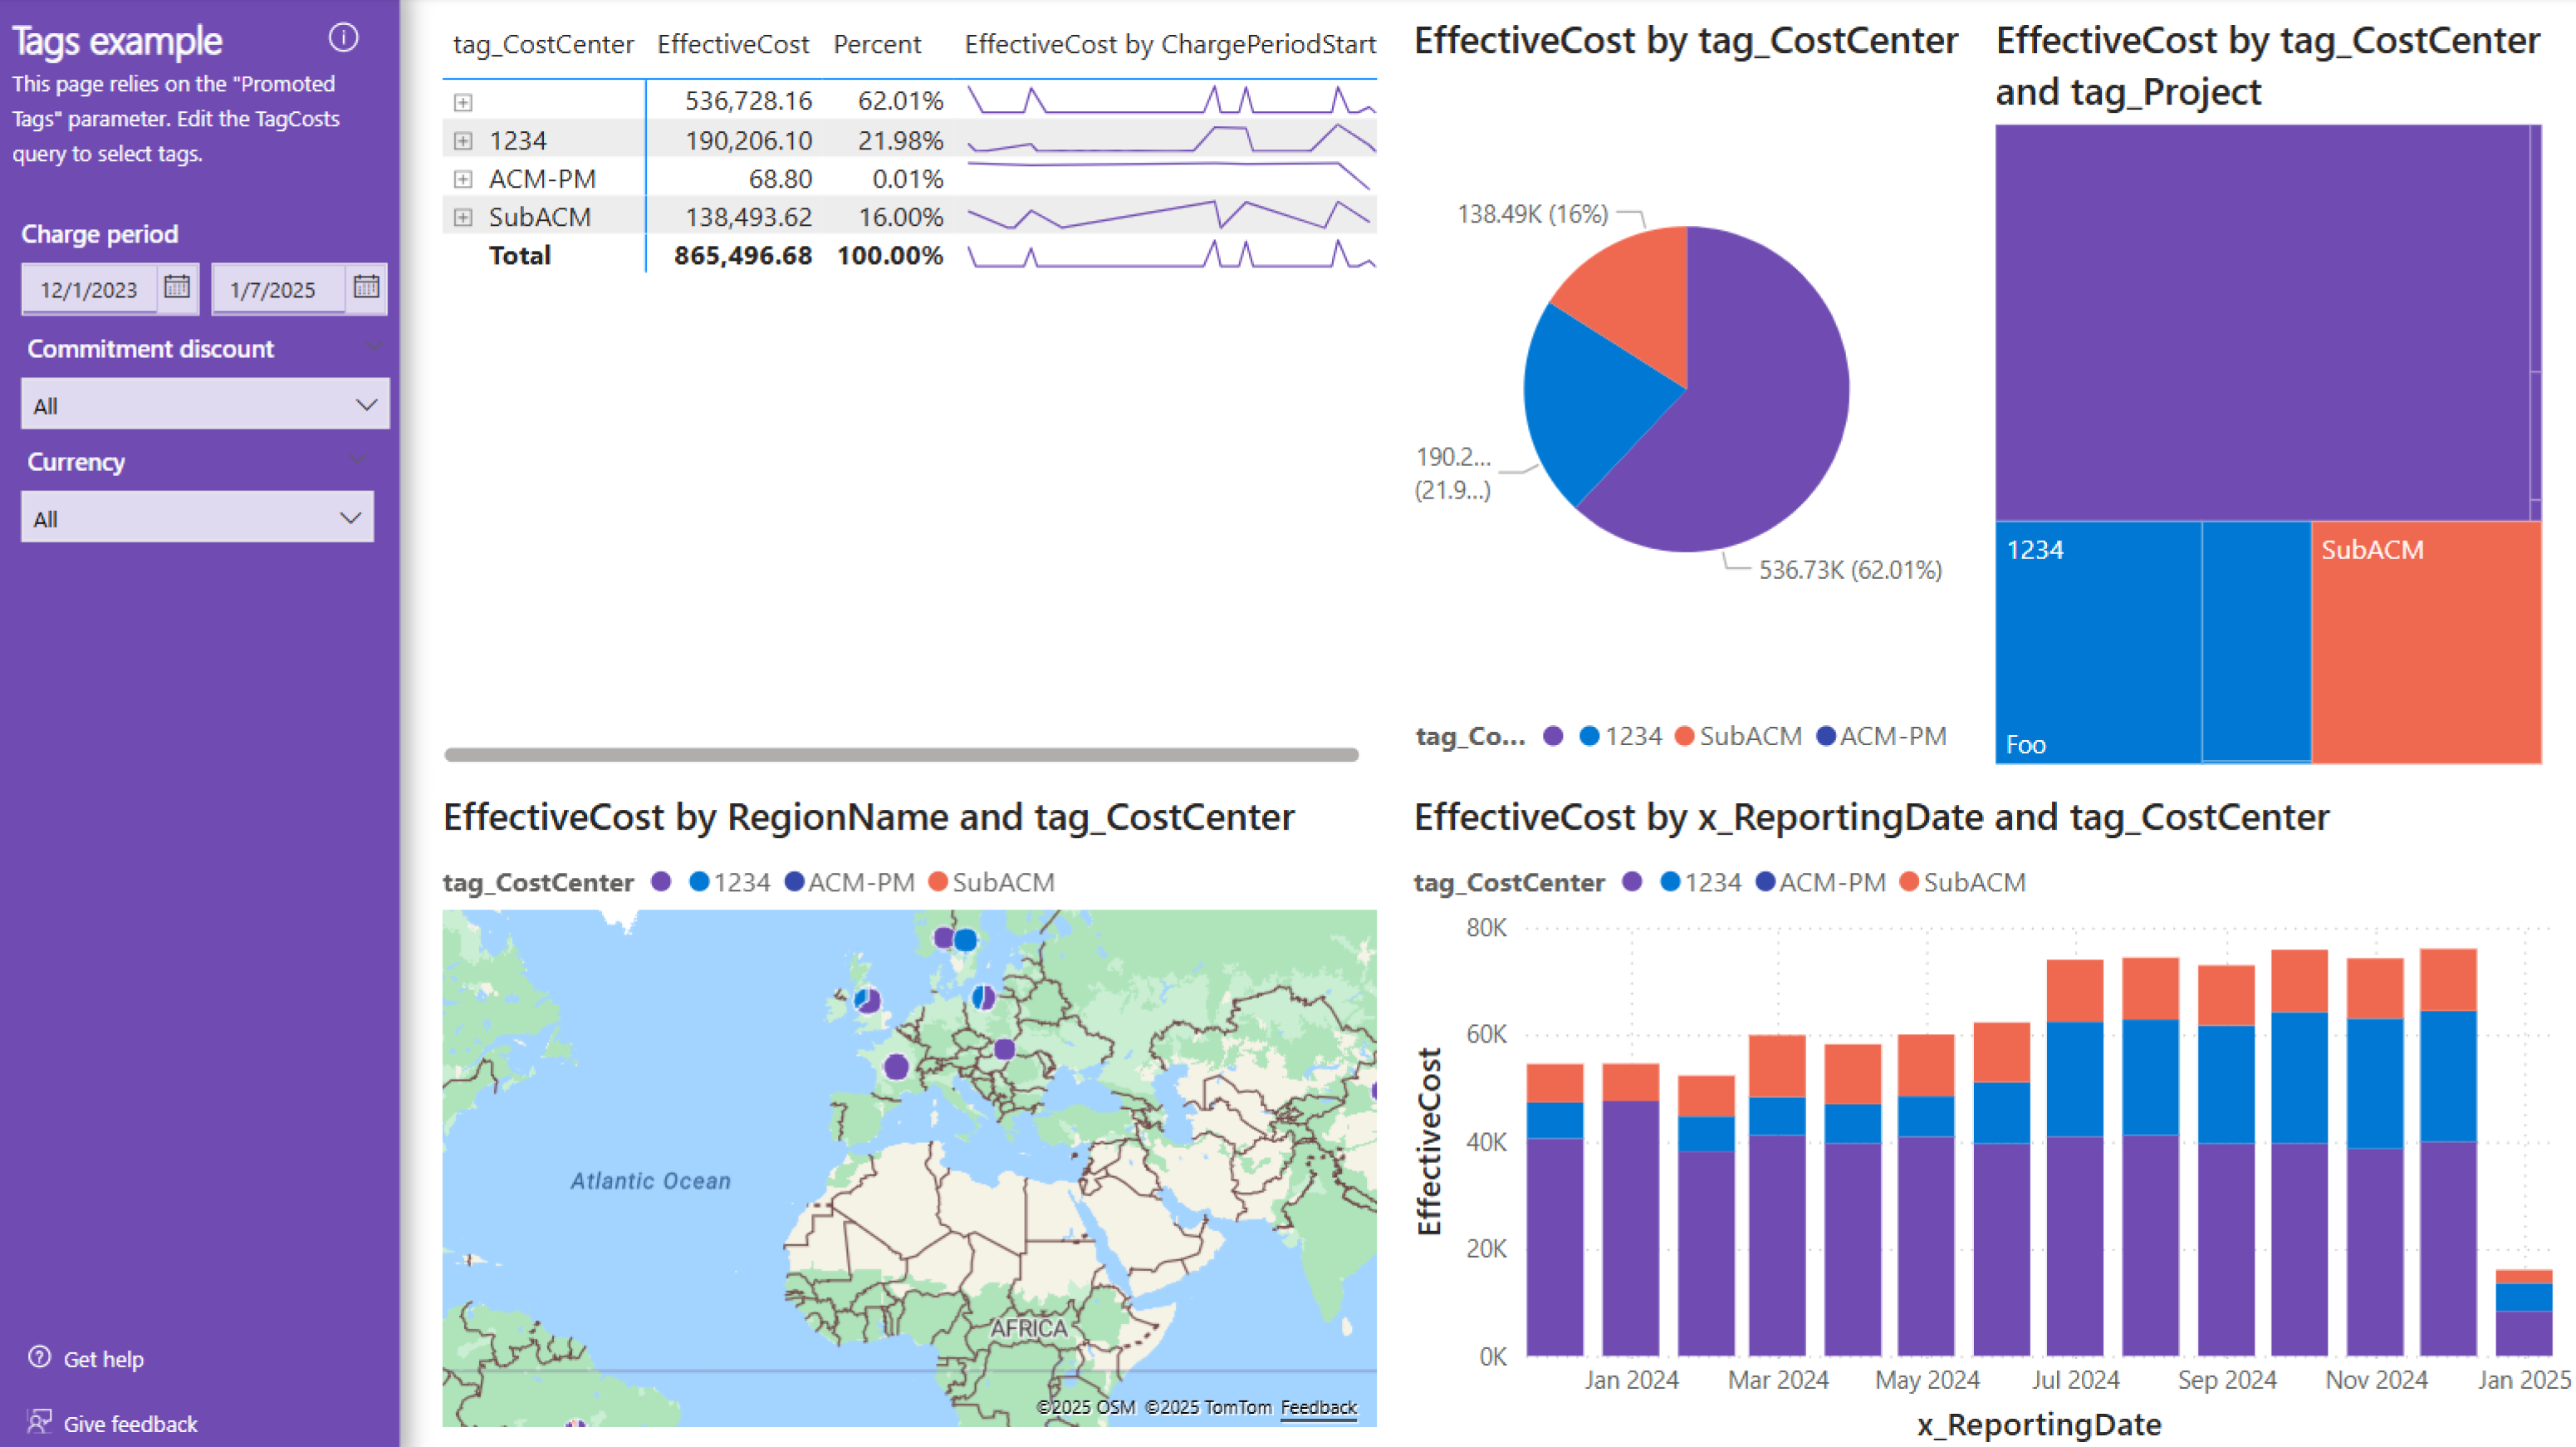 Tags example
This page relies on the "Promoted
Tags" parameter. Edit the TagCosts
query to select tags.
Charge period
12/1/2023 1/7/2025
Commitment discount
All
Currency
All
Get help
Give feedback
tag_CostCenter EffectiveCost Percent EffectiveCost by ChargePeriodStart
536,728.16 62.01%
1234 190,206.10 21.98%
ACM-PM 68.80 0.01%
SubACM 138,493.62 16.00%
Total 865,496.68 100.00%
EffectiveCost by tag_CostCenter
138.49K (16%)
190.2...
(21.9...)
536.73K (62.01%)
tag_Co... 1234 SubACM ACM-PM
EffectiveCost by tag_CostCenter
and tag_Project
1234
SubACM
Foo
EffectiveCost by RegionName and tag_CostCenter
tag_CostCenter 1234 ACM-PM SubACM
Atlantic Ocean
AFRICA
©2025 OSM ©2025 TomTom Feedback
EffectiveCost by x_ReportingDate and tag_CostCenter
tag_CostCenter 1234 ACM-PM SubACM
EffectiveCost
80K
60K
40K
20K
0K
Jan 2024 Mar 2024 May 2024 Jul 2024 Sep 2024 Nov 2024 Jan 2025
x_ReportingDate